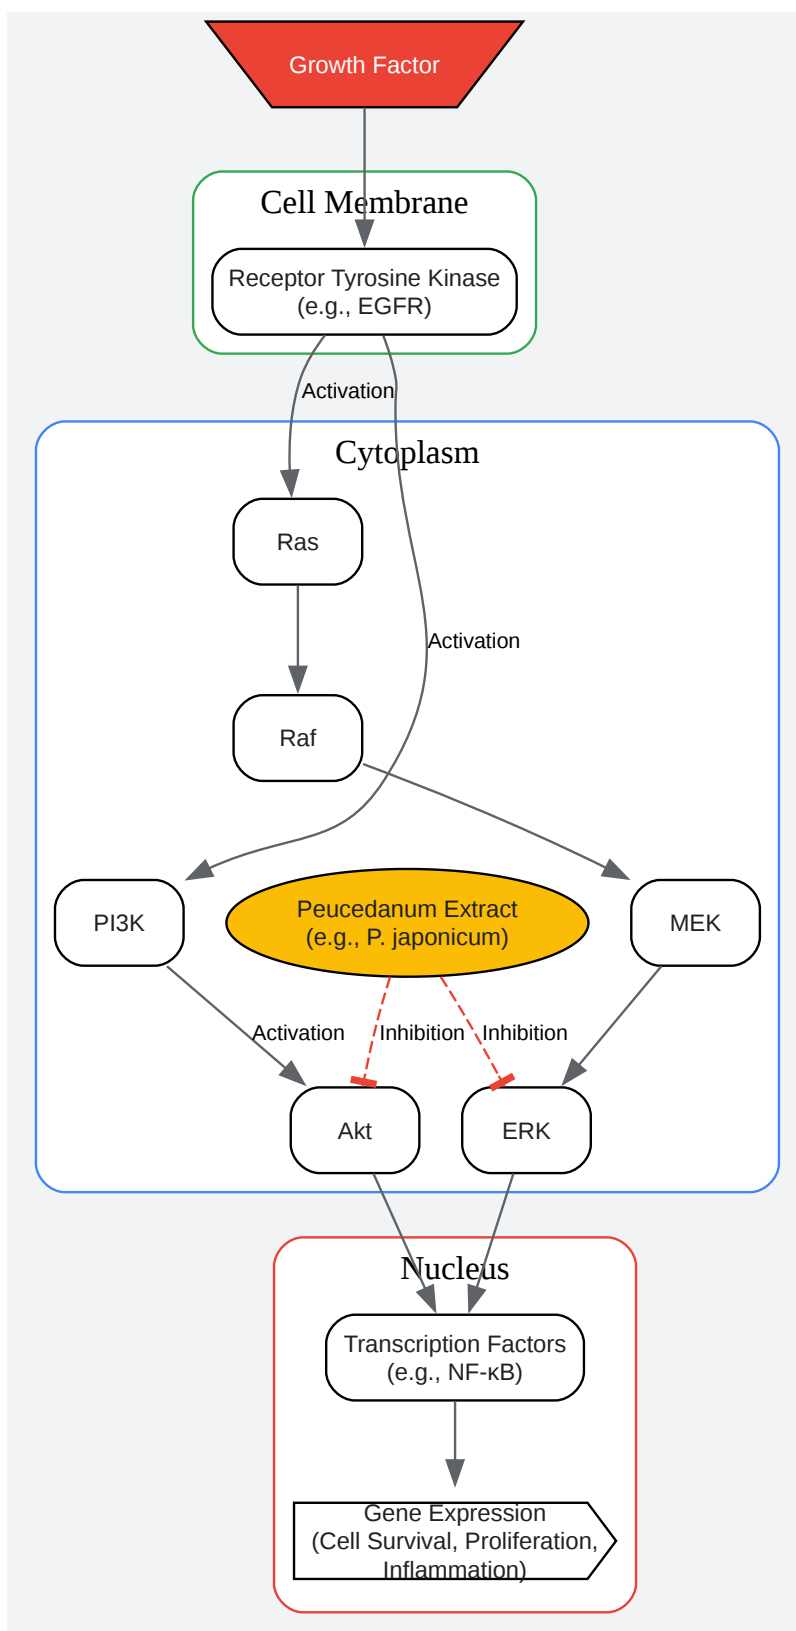 Growth Factor
Cell Membrane
Receptor Tyrosine Kinase
(e.g., EGFR)
Activation
Cytoplasm
Ras
Activation
Raf
PI3K
Peucedanum Extract
(e.g., P. japonicum)
MEK
Activation
Inhibition
Inhibition
Akt
ERK
Nucleus
Transcription Factors
(e.g., NF-κB)
Gene Expression
(Cell Survival, Proliferation,
Inflammation)